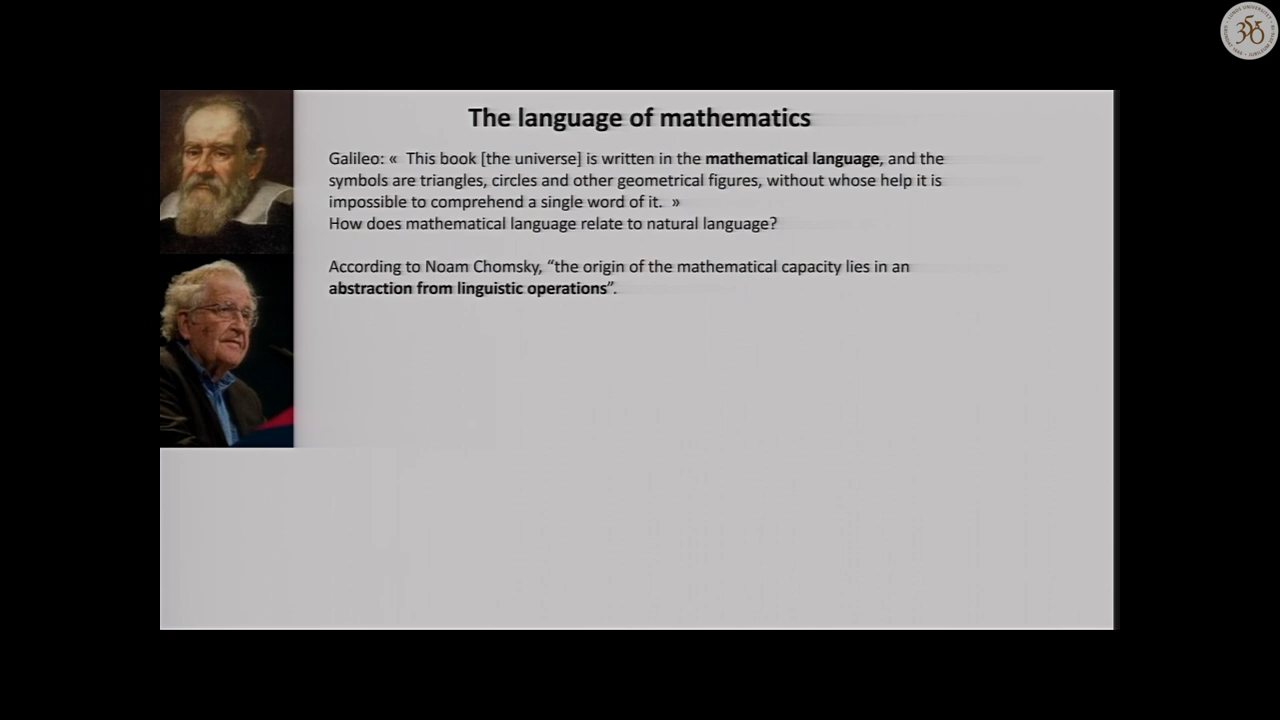 The language of mathematics
Galileo: «  This book [the universe] is written in the mathematical language, and the
symbols are triangles, circles and other geometrical figures, without whose help it is
impossible to comprehend a single word of it.  »
How does mathematical language relate to natural language?
According to Noam Chomsky, “the origin of the mathematical capacity lies in an
abstraction from linguistic operations”.